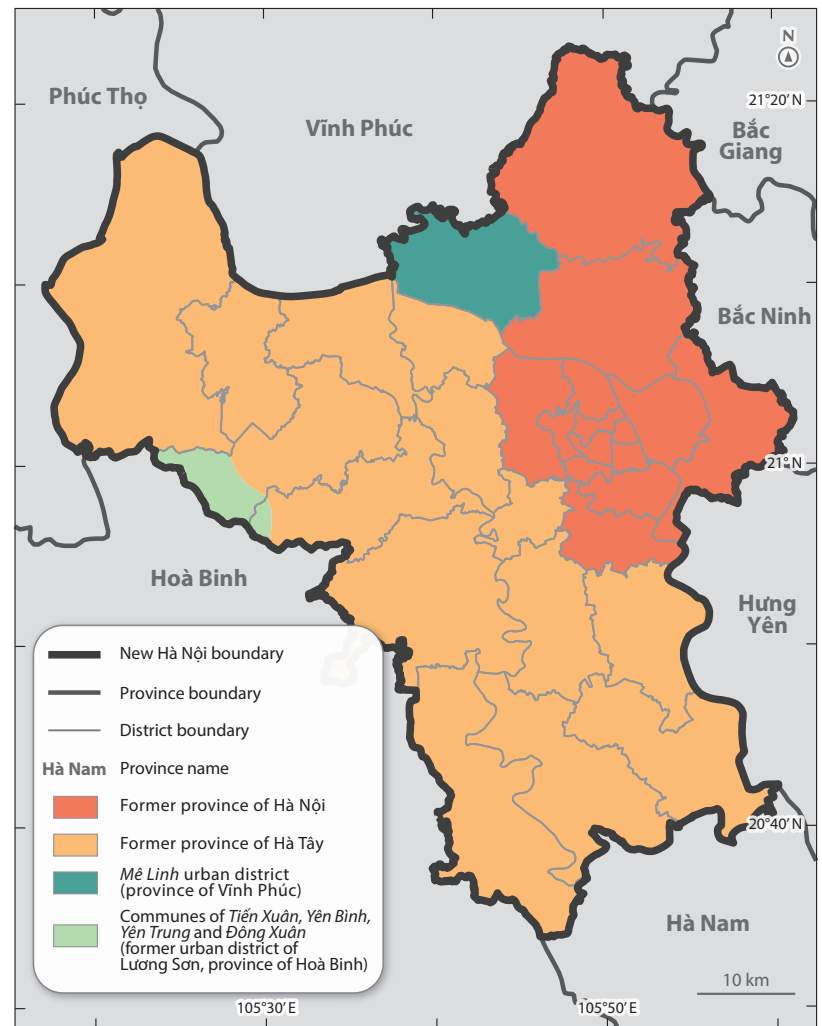 N
21°20' N
Phúc Thọ
Vĩnh Phúc
Bắc
Giang
Bắc Ninh
21° N
Hoà Binh
Hưng
Yên
New Hà Nội boundary
Province boundary
District boundary
Hà Nam Province name
Former province of Hà Nội
Former province of Hà Tây
Mê Linh urban district
(province of Vĩnh Phúc)
Communes of Tiến Xuân, Yên Bình,
Yên Trung and Đông Xuân
(former urban district of
Lương Sơn, province of Hoà Binh)
20°40' N
Hà Nam
10 km
105°30' E
105°50' E